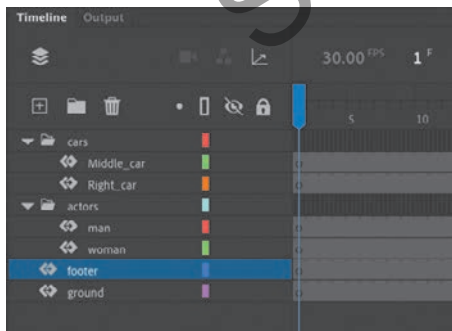 Timeline Output
30.00 FPS 1 F
5 10
cars
Middle_car
Right_car
actors
man
woman
footer
ground